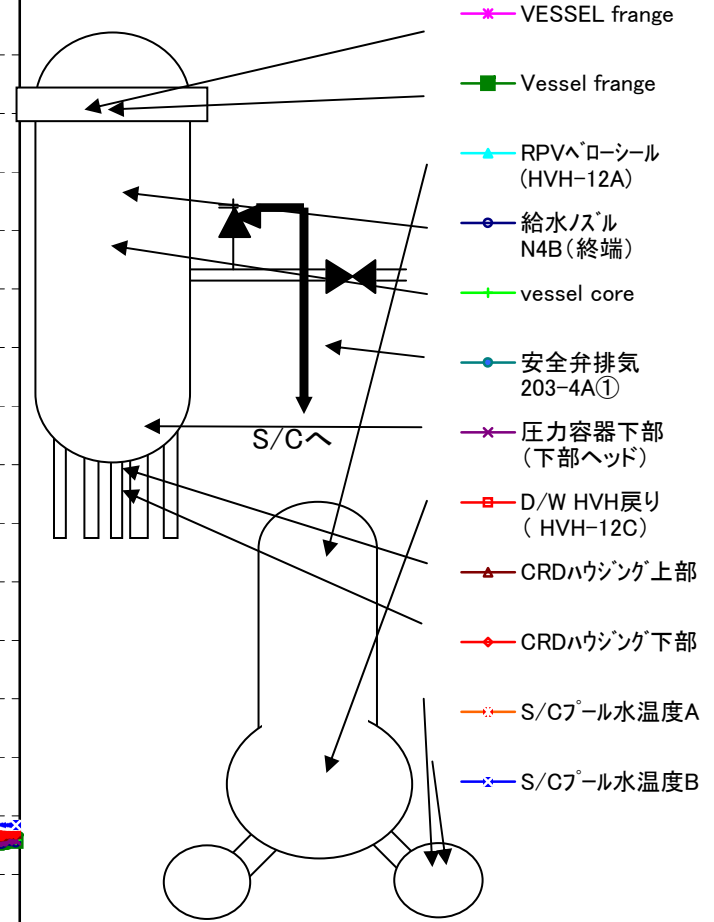 VESSEL frange
Vessel frange
RPVベローシール
(HVH-12A)
給水ノズル
N4B(終端)
vessel core
安全弁排気
203-4A①
圧力容器下部
(下部ヘッド)
D/W HVH戻り
( HVH-12C)
CRDハウジング上部
CRDハウジング下部
S/Cプール水温度A
S/Cプール水温度B
S/Cへ